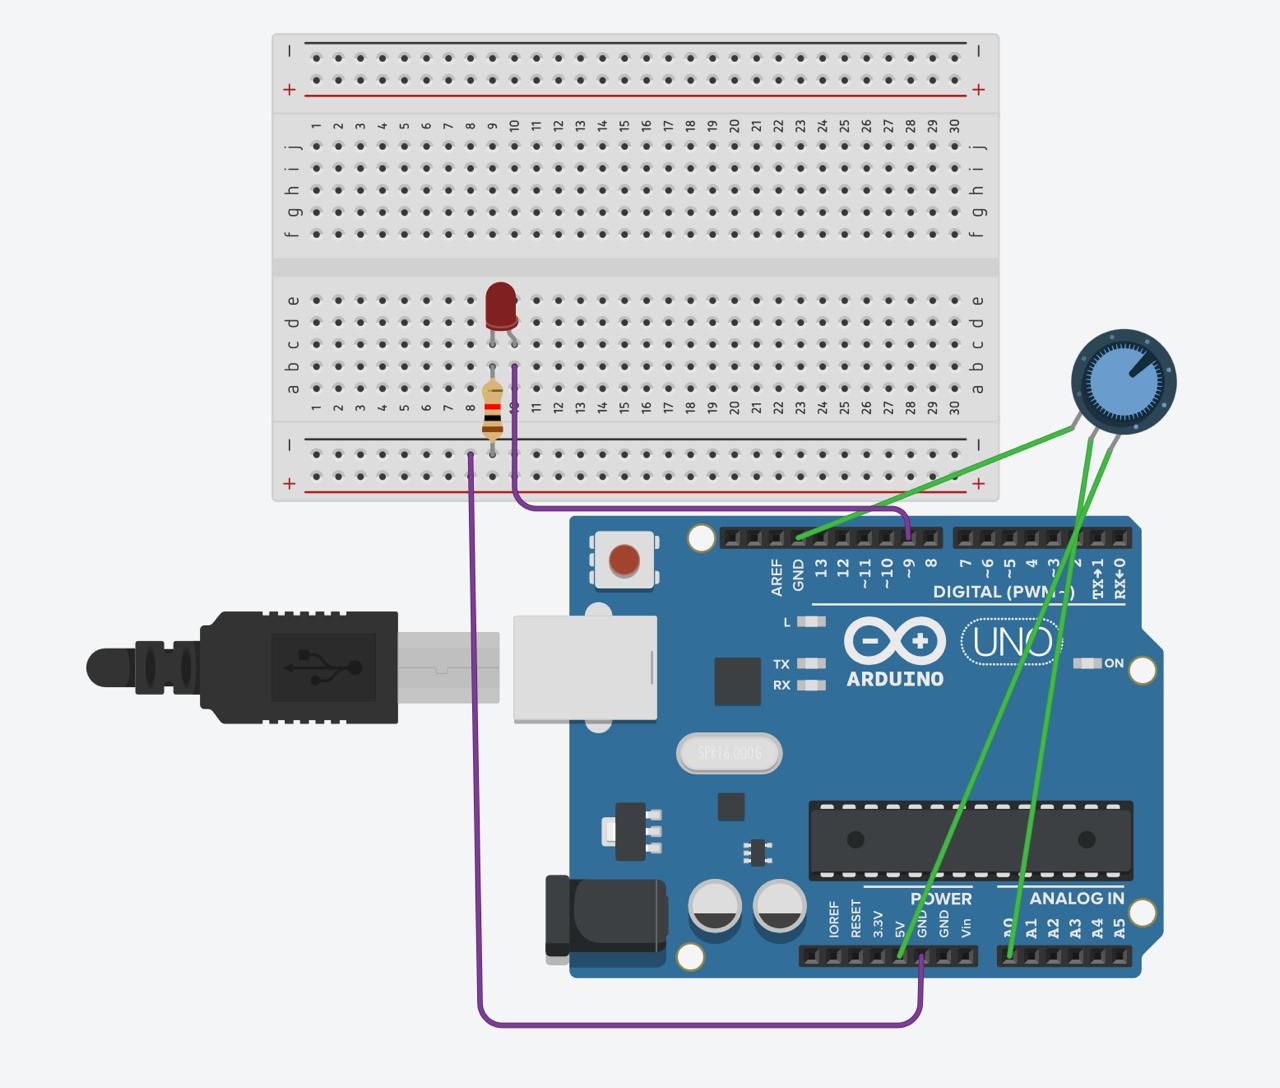 − −
+ +
1 2 3 4 5 6 7 8 9 10 11 12 13 14 15 16 17 18 19 20 21 22 23 24 25 26 27 28 29 30
j j
i i
h h
g g
f f
e e
d d
c c
b b
a a
1 2 3 4 5 6 7 8 9 10 11 12 13 14 15 16 17 18 19 20 21 22 23 24 25 26 27 28 29 30
− −
+ +
AREF GND 13 12 ~11 ~10 ~9 8 7 ~6 ~5 4 ~3 2 TX→1 RX←0
DIGITAL (PWM~)
L
UNO
TX
RX
ON
ARDUINO
SPK16.000G
POWER ANALOG IN
IOREF RESET 3.3V 5V GND GND Vin A0 A1 A2 A3 A4 A5